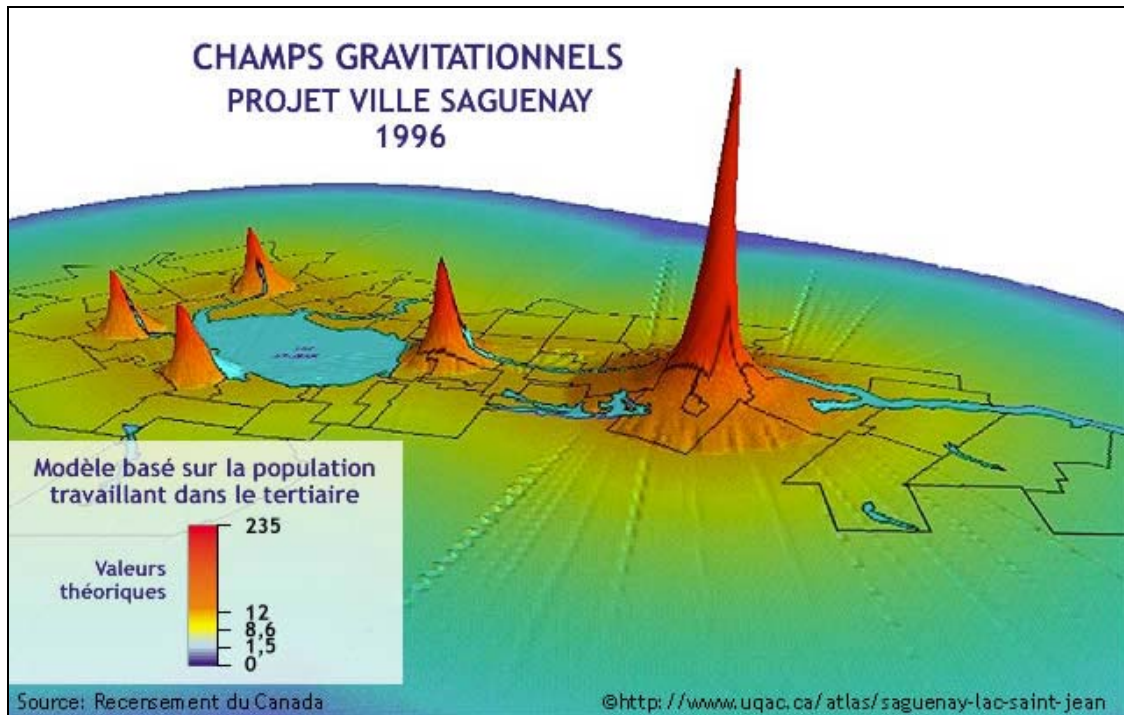 CHAMPS GRAVITATIONNELS
PROJET VILLE SAGUENAY
1996
Modèle basé sur la population
travaillant dans le tertiaire
Valeurs
théoriques
235
12
8,6
1,5
0
Source: Recensement du Canada
©http://www.uqac.ca/atlas/saguenay-lac-saint-jean